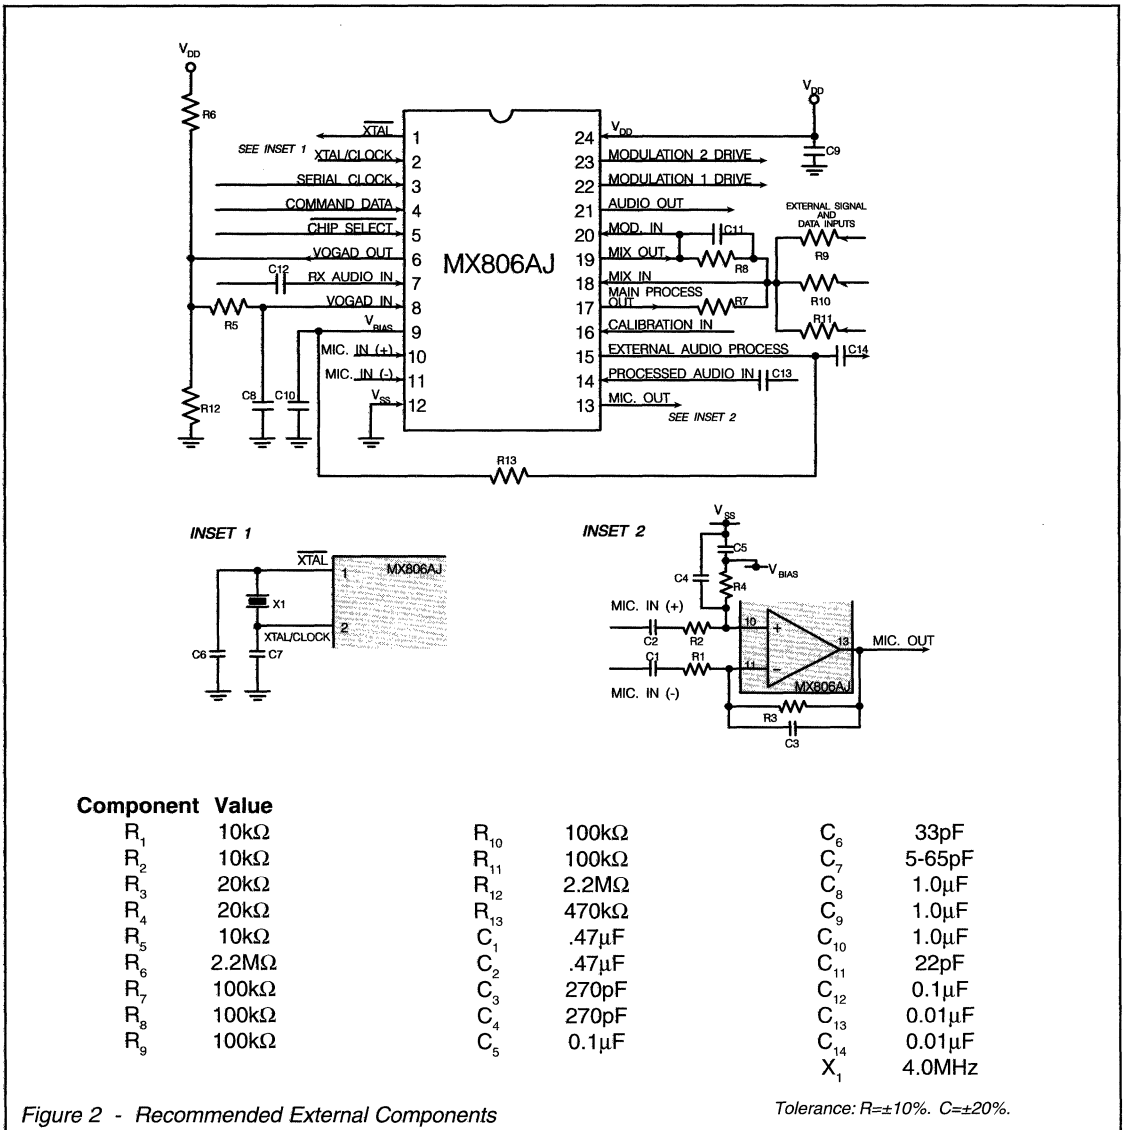 V_DD
R6
SEE INSET 1
XTAL
XTAL/CLOCK
SERIAL CLOCK
COMMAND DATA
CHIP SELECT
VOGAD OUT
C12
RX AUDIO IN
R5
VOGAD IN
V_BIAS
MIC. IN (+)
MIC. IN (-)
V_SS
C8
C10
R12
1
2
3
4
5
6
7
8
9
10
11
12
MX806AJ
24
23
22
21
20
19
18
17
16
15
14
13
V_DD
MODULATION 2 DRIVE
MODULATION 1 DRIVE
AUDIO OUT
MOD. IN
MIX OUT
MIX IN
MAIN PROCESS
OUT
CALIBRATION IN
EXTERNAL AUDIO PROCESS
PROCESSED AUDIO IN
MIC. OUT
SEE INSET 2
V_DD
C9
C11
R8
R7
EXTERNAL SIGNAL
AND
DATA INPUTS
R9
R10
R11
C14
C13
R13
INSET 1
XTAL
1
MX806AJ
X1
XTAL/CLOCK
2
C6
C7
INSET 2
V_SS
C5
C4
V_BIAS
R4
MIC. IN (+)
C2
R2
10
+
13
MIC. OUT
C1
R1
11
-
MIC. IN (-)
MX806AJ
R3
C3
Component Value
R1 10kΩ
R2 10kΩ
R3 20kΩ
R4 20kΩ
R5 10kΩ
R6 2.2MΩ
R7 100kΩ
R8 100kΩ
R9 100kΩ
R10 100kΩ
R11 100kΩ
R12 2.2MΩ
R13 470kΩ
C1 .47µF
C2 .47µF
C3 270pF
C4 270pF
C5 0.1µF
C6 33pF
C7 5-65pF
C8 1.0µF
C9 1.0µF
C10 1.0µF
C11 22pF
C12 0.1µF
C13 0.01µF
C14 0.01µF
X1 4.0MHz
Figure 2 - Recommended External Components
Tolerance: R=±10%. C=±20%.